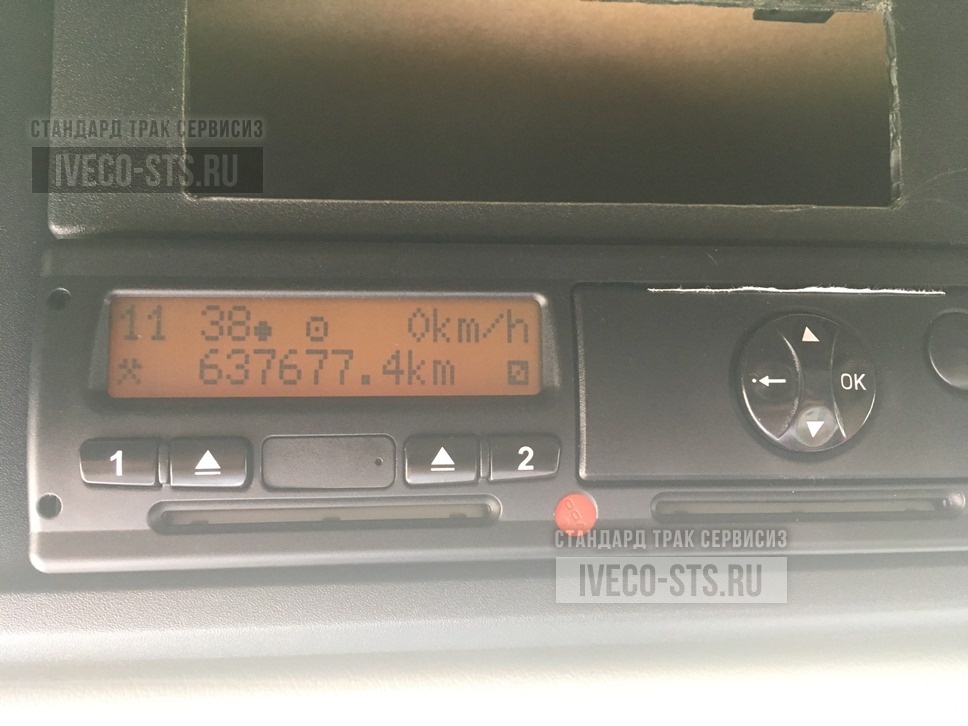 СТАНДАРД ТРАК СЕРВИСИЗ
IVECO-STS.RU
11 38 0km/h
637677.4km
OK
1
2
СТАНДАРД ТРАК СЕРВИСИЗ
IVECO-STS.RU